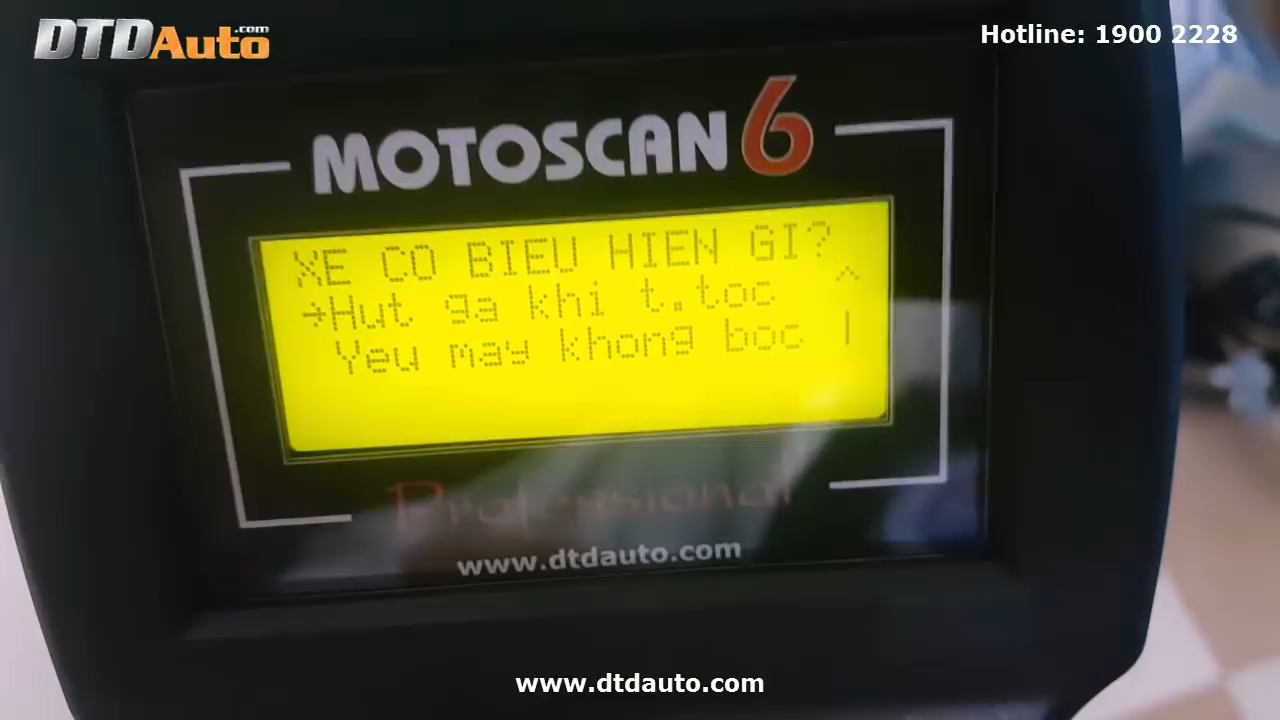 DTDAuto.com
Hotline: 1900 2228
MOTOSCAN 6
XE CO BIEU HIEN GI?
→Hut ga khi t.toc ^
Yeu may khong boc |
Professional
www.dtdauto.com
www.dtdauto.com